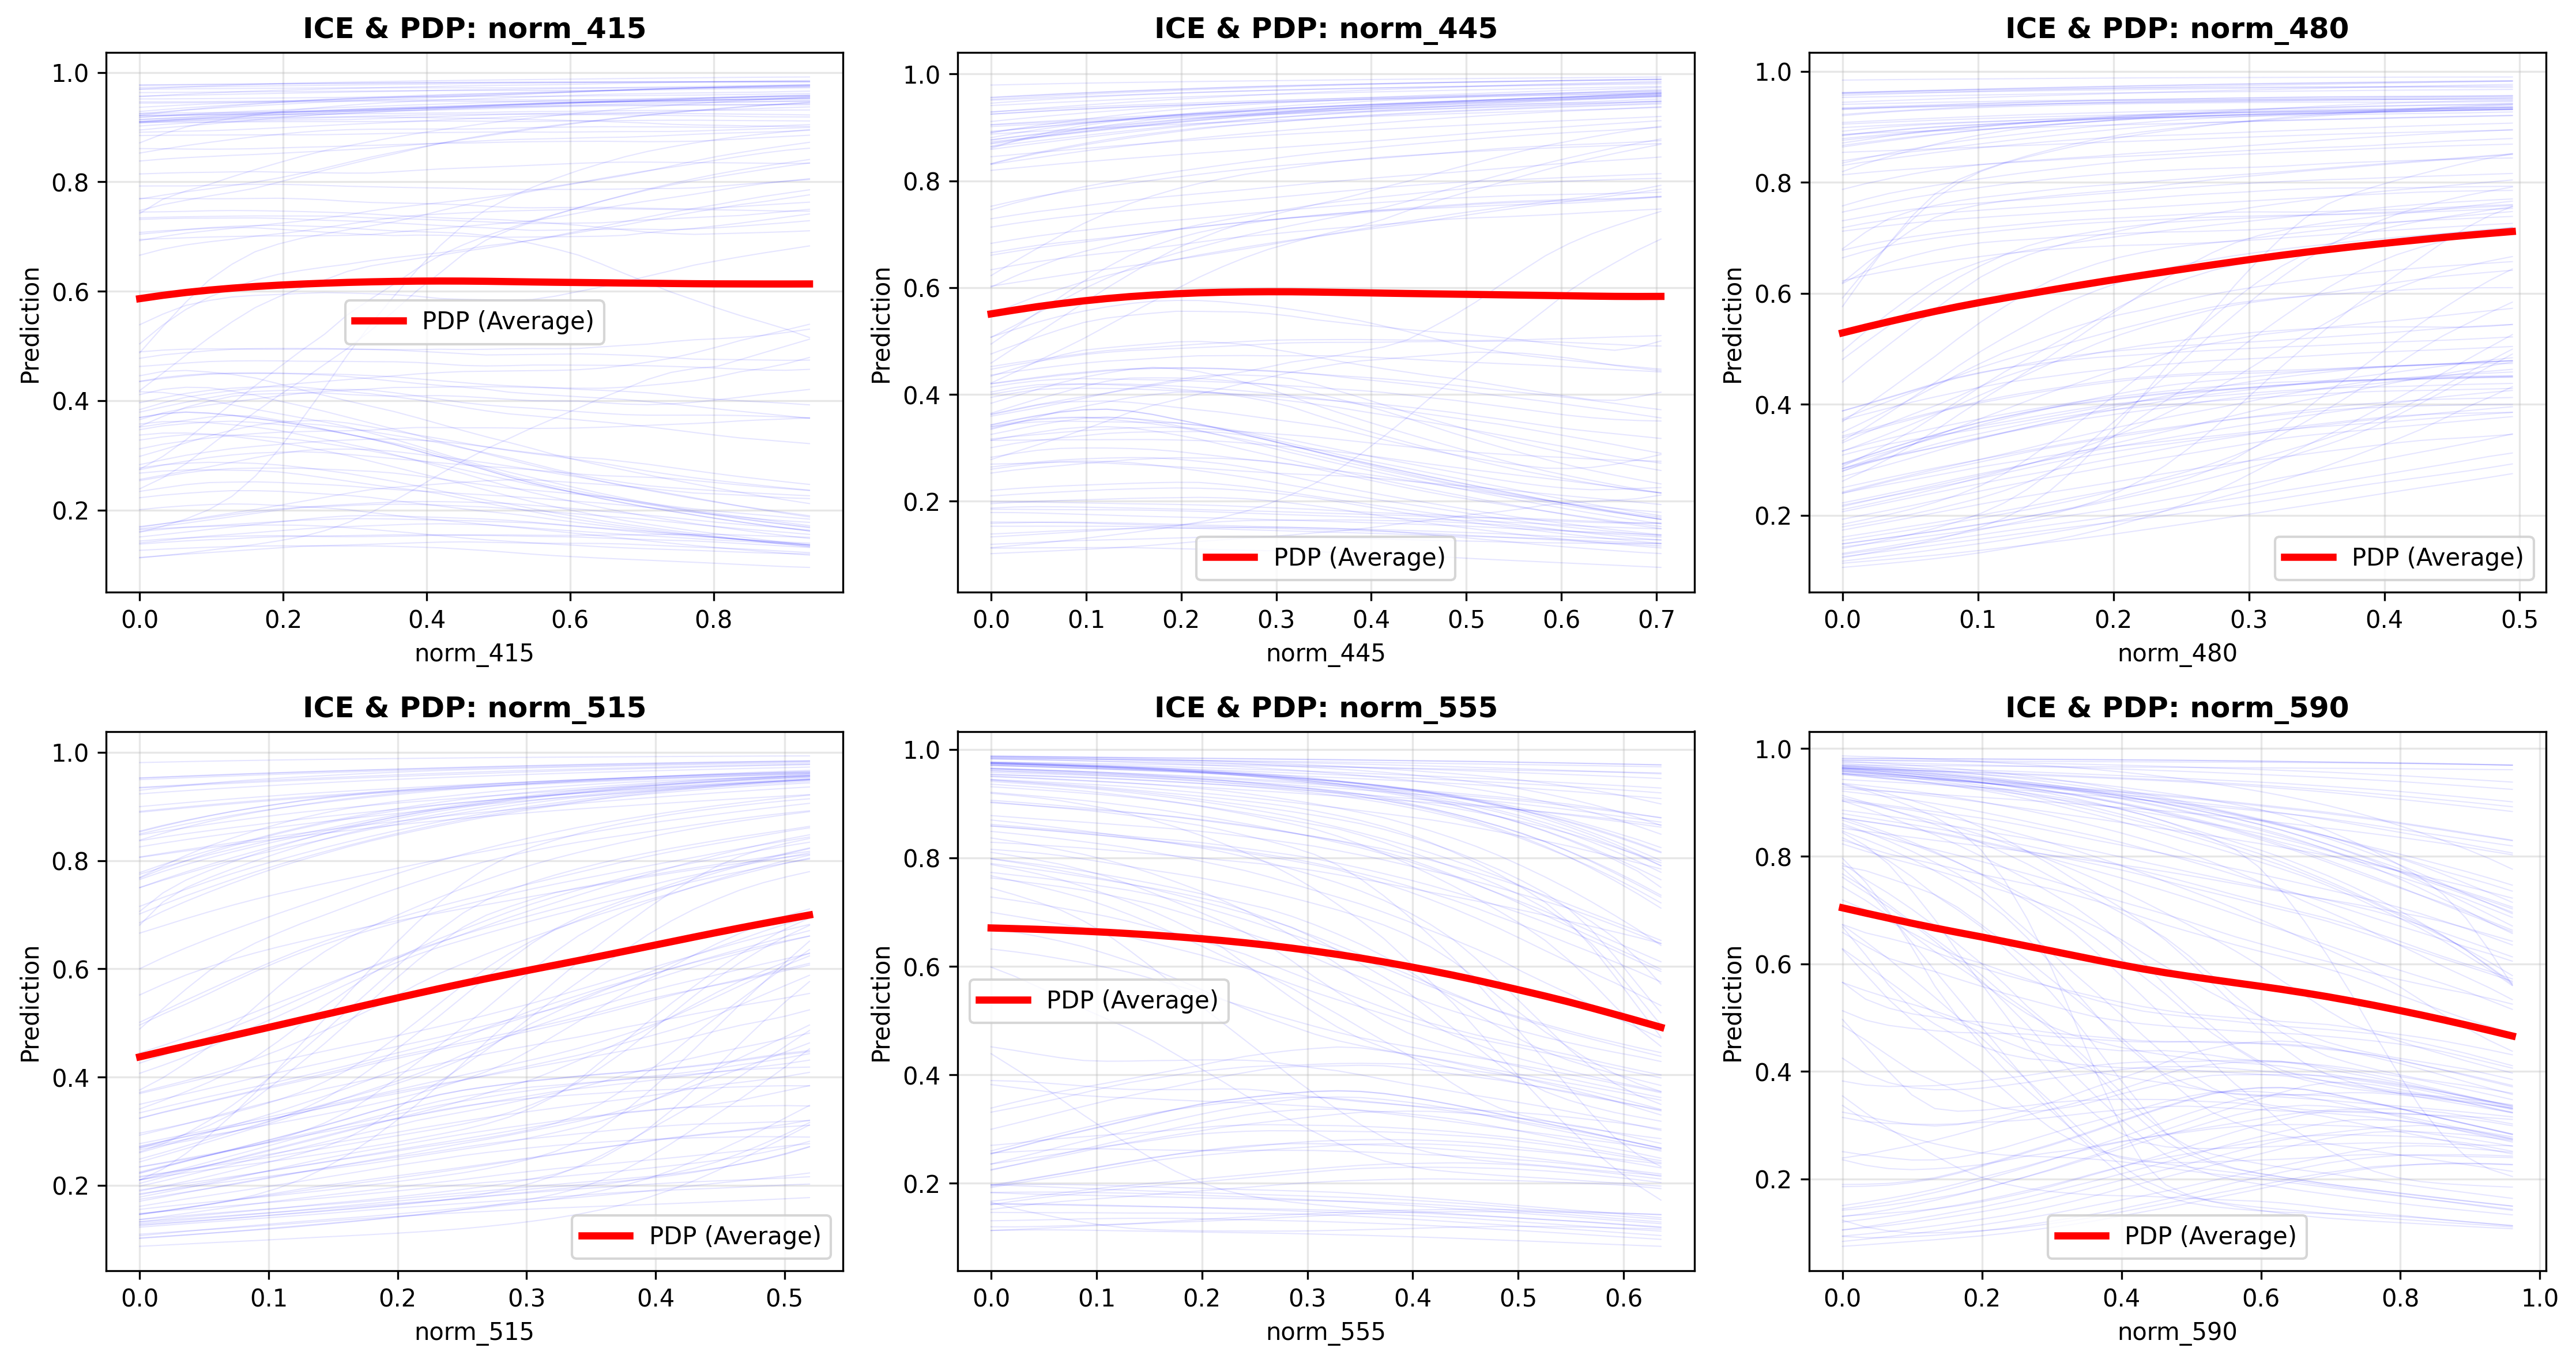 ICE & PDP: norm_415
1.0
0.8
0.6
0.4
0.2
Prediction
PDP (Average)
0.0 0.2 0.4 0.6 0.8
norm_415
ICE & PDP: norm_445
1.0
0.8
0.6
0.4
0.2
Prediction
PDP (Average)
0.0 0.1 0.2 0.3 0.4 0.5 0.6 0.7
norm_445
ICE & PDP: norm_480
1.0
0.8
0.6
0.4
0.2
Prediction
PDP (Average)
0.0 0.1 0.2 0.3 0.4 0.5
norm_480
ICE & PDP: norm_515
1.0
0.8
0.6
0.4
0.2
Prediction
PDP (Average)
0.0 0.1 0.2 0.3 0.4 0.5
norm_515
ICE & PDP: norm_555
1.0
0.8
0.6
0.4
0.2
Prediction
PDP (Average)
0.0 0.1 0.2 0.3 0.4 0.5 0.6
norm_555
ICE & PDP: norm_590
1.0
0.8
0.6
0.4
0.2
Prediction
PDP (Average)
0.0 0.2 0.4 0.6 0.8 1.0
norm_590